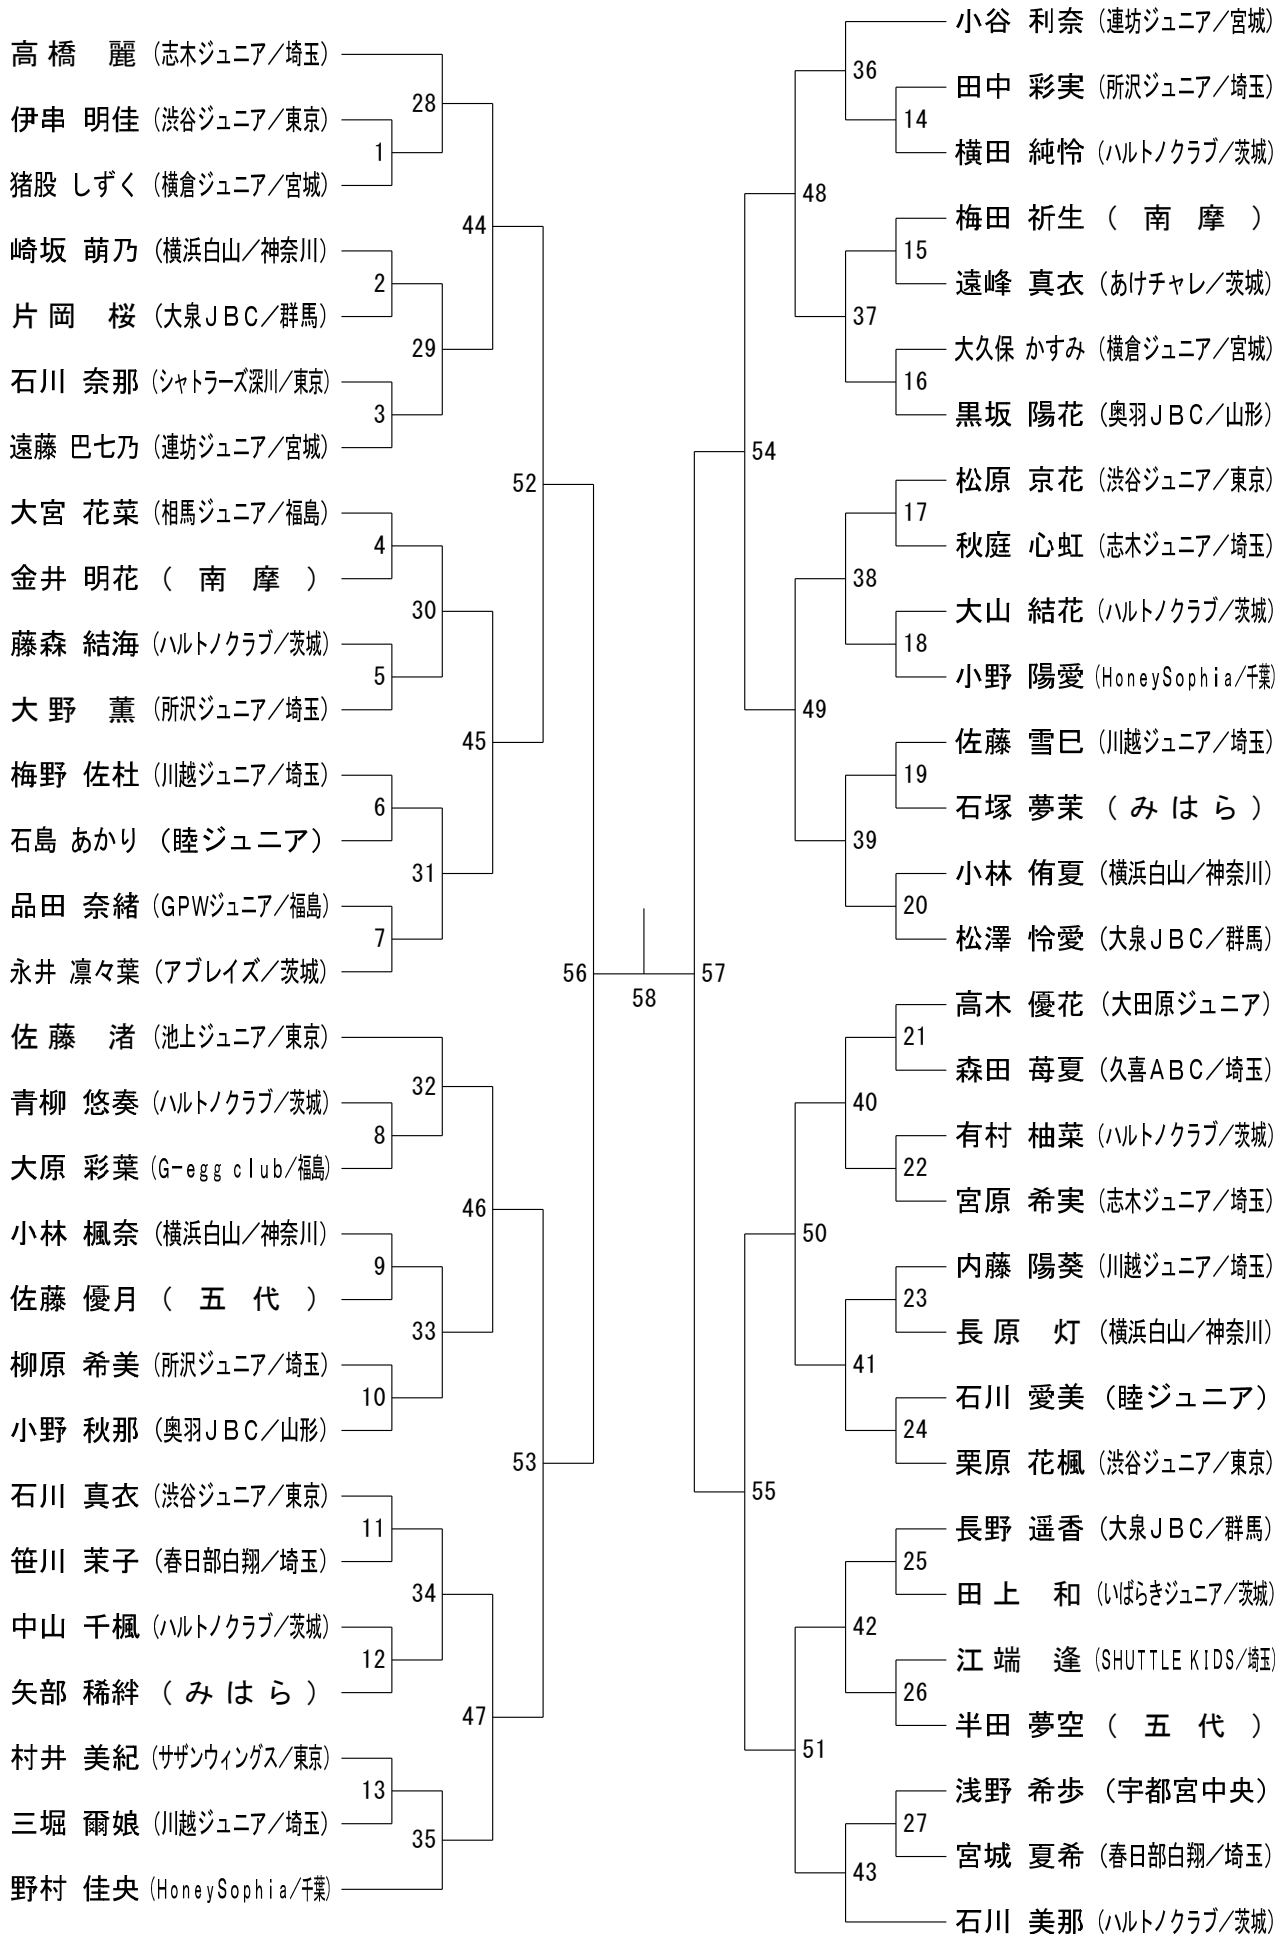 高橋 麗 (志木ジュニア／埼玉)
伊串 明佳 (渋谷ジュニア／東京)
猪股 しずく (横倉ジュニア／宮城)
崎坂 萌乃 (横浜白山／神奈川)
片岡 桜 (大泉ＪＢＣ／群馬)
石川 奈那 (シャトラーズ深川／東京)
遠藤 巴七乃 (連坊ジュニア／宮城)
大宮 花菜 (相馬ジュニア／福島)
金井 明花 (南摩)
藤森 結海 (ハルトノクラブ／茨城)
大野 薫 (所沢ジュニア／埼玉)
梅野 佐杜 (川越ジュニア／埼玉)
石島 あかり (睦ジュニア)
品田 奈緒 (GPWジュニア／福島)
永井 凛々葉 (アブレイズ／茨城)
佐藤 渚 (池上ジュニア／東京)
青柳 悠奏 (ハルトノクラブ／茨城)
大原 彩葉 (G-egg club／福島)
小林 楓奈 (横浜白山／神奈川)
佐藤 優月 (五代)
柳原 希美 (所沢ジュニア／埼玉)
小野 秋那 (奥羽ＪＢＣ／山形)
石川 真衣 (渋谷ジュニア／東京)
笹川 茉子 (春日部白翔／埼玉)
中山 千楓 (ハルトノクラブ／茨城)
矢部 稀絆 (みはら)
村井 美紀 (サザンウィングス／東京)
三堀 爾娘 (川越ジュニア／埼玉)
野村 佳央 (HoneySophia／千葉)
1
2
3
4
5
6
7
8
9
10
11
12
13
28
29
30
31
32
33
34
35
44
45
46
47
52
53
56
58
57
54
55
48
49
50
51
36
37
38
39
40
41
42
43
14
15
16
17
18
19
20
21
22
23
24
25
26
27
小谷 利奈 (連坊ジュニア／宮城)
田中 彩実 (所沢ジュニア／埼玉)
横田 純怜 (ハルトノクラブ／茨城)
梅田 祈生 (南摩)
遠峰 真衣 (あけチャレ／茨城)
大久保 かすみ (横倉ジュニア／宮城)
黒坂 陽花 (奥羽ＪＢＣ／山形)
松原 京花 (渋谷ジュニア／東京)
秋庭 心虹 (志木ジュニア／埼玉)
大山 結花 (ハルトノクラブ／茨城)
小野 陽愛 (HoneySophia／千葉)
佐藤 雪巳 (川越ジュニア／埼玉)
石塚 夢茉 (みはら)
小林 侑夏 (横浜白山／神奈川)
松澤 怜愛 (大泉ＪＢＣ／群馬)
高木 優花 (大田原ジュニア)
森田 苺夏 (久喜ＡＢＣ／埼玉)
有村 柚菜 (ハルトノクラブ／茨城)
宮原 希実 (志木ジュニア／埼玉)
内藤 陽葵 (川越ジュニア／埼玉)
長原 灯 (横浜白山／神奈川)
石川 愛美 (睦ジュニア)
栗原 花楓 (渋谷ジュニア／東京)
長野 遥香 (大泉ＪＢＣ／群馬)
田上 和 (いばらきジュニア／茨城)
江端 逢 (SHUTTLE KIDS／埼玉)
半田 夢空 (五代)
浅野 希歩 (宇都宮中央)
宮城 夏希 (春日部白翔／埼玉)
石川 美那 (ハルトノクラブ／茨城)